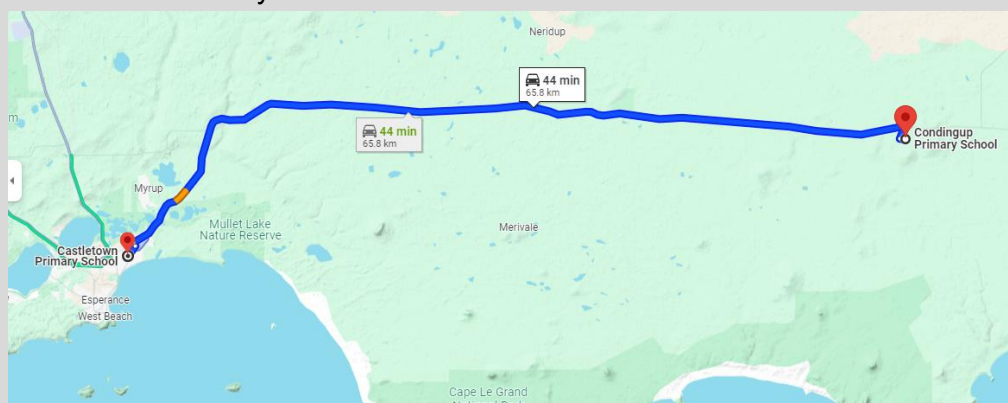 Neridup
44 min
65.8 km
44 min
65.8 km
Condingup
Primary School
Myrup
Mullet Lake
Nature Reserve
Merivale
Castletown
Primary School
Esperance
West Beach
Cape Le Grand